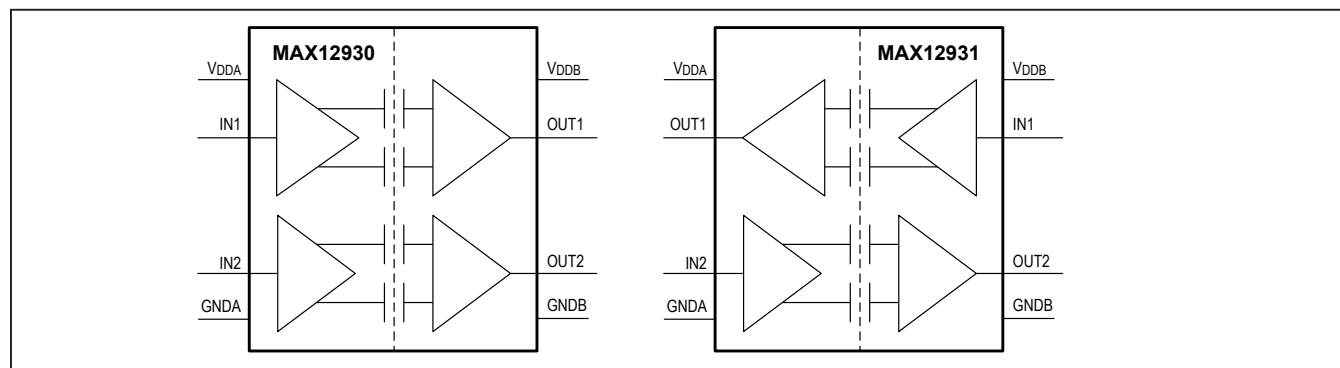 MAX12930
VDDA
VDDB
IN1
OUT1
IN2
OUT2
GNDA
GNDB
MAX12931
VDDA
VDDB
OUT1
IN1
IN2
OUT2
GNDA
GNDB